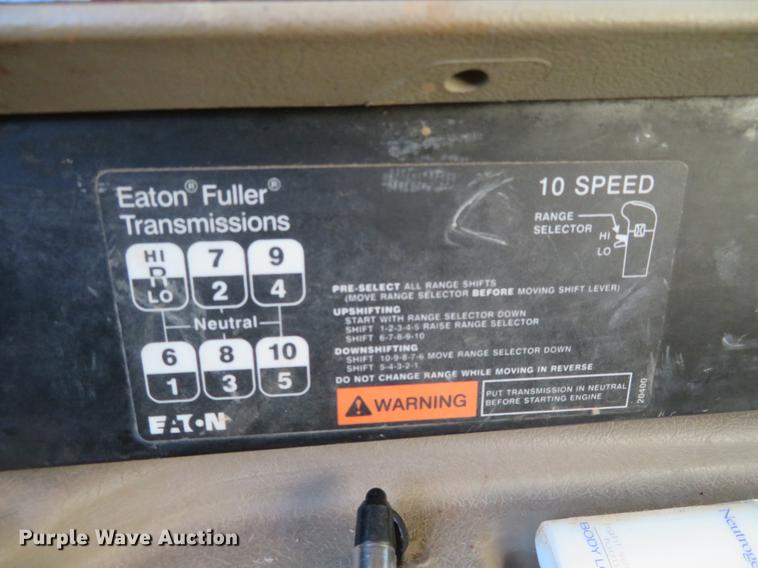 Eaton® Fuller®
Transmissions
10 SPEED
RANGE
SELECTOR
HI
LO
HI
R
LO
7
2
9
4
Neutral
6
1
8
3
10
5
PRE-SELECT ALL RANGE SHIFTS
(MOVE RANGE SELECTOR BEFORE MOVING SHIFT LEVER)
UPSHIFTING
START WITH RANGE SELECTOR DOWN
SHIFT 1-2-3-4-5 RAISE RANGE SELECTOR
SHIFT 6-7-8-9-10
DOWNSHIFTING
SHIFT 10-9-8-7-6 MOVE RANGE SELECTOR DOWN
SHIFT 5-4-3-2-1
DO NOT CHANGE RANGE WHILE MOVING IN REVERSE
WARNING
PUT TRANSMISSION IN NEUTRAL
BEFORE STARTING ENGINE
20400
EATON
Purple Wave Auction
Neutroge
BODY L